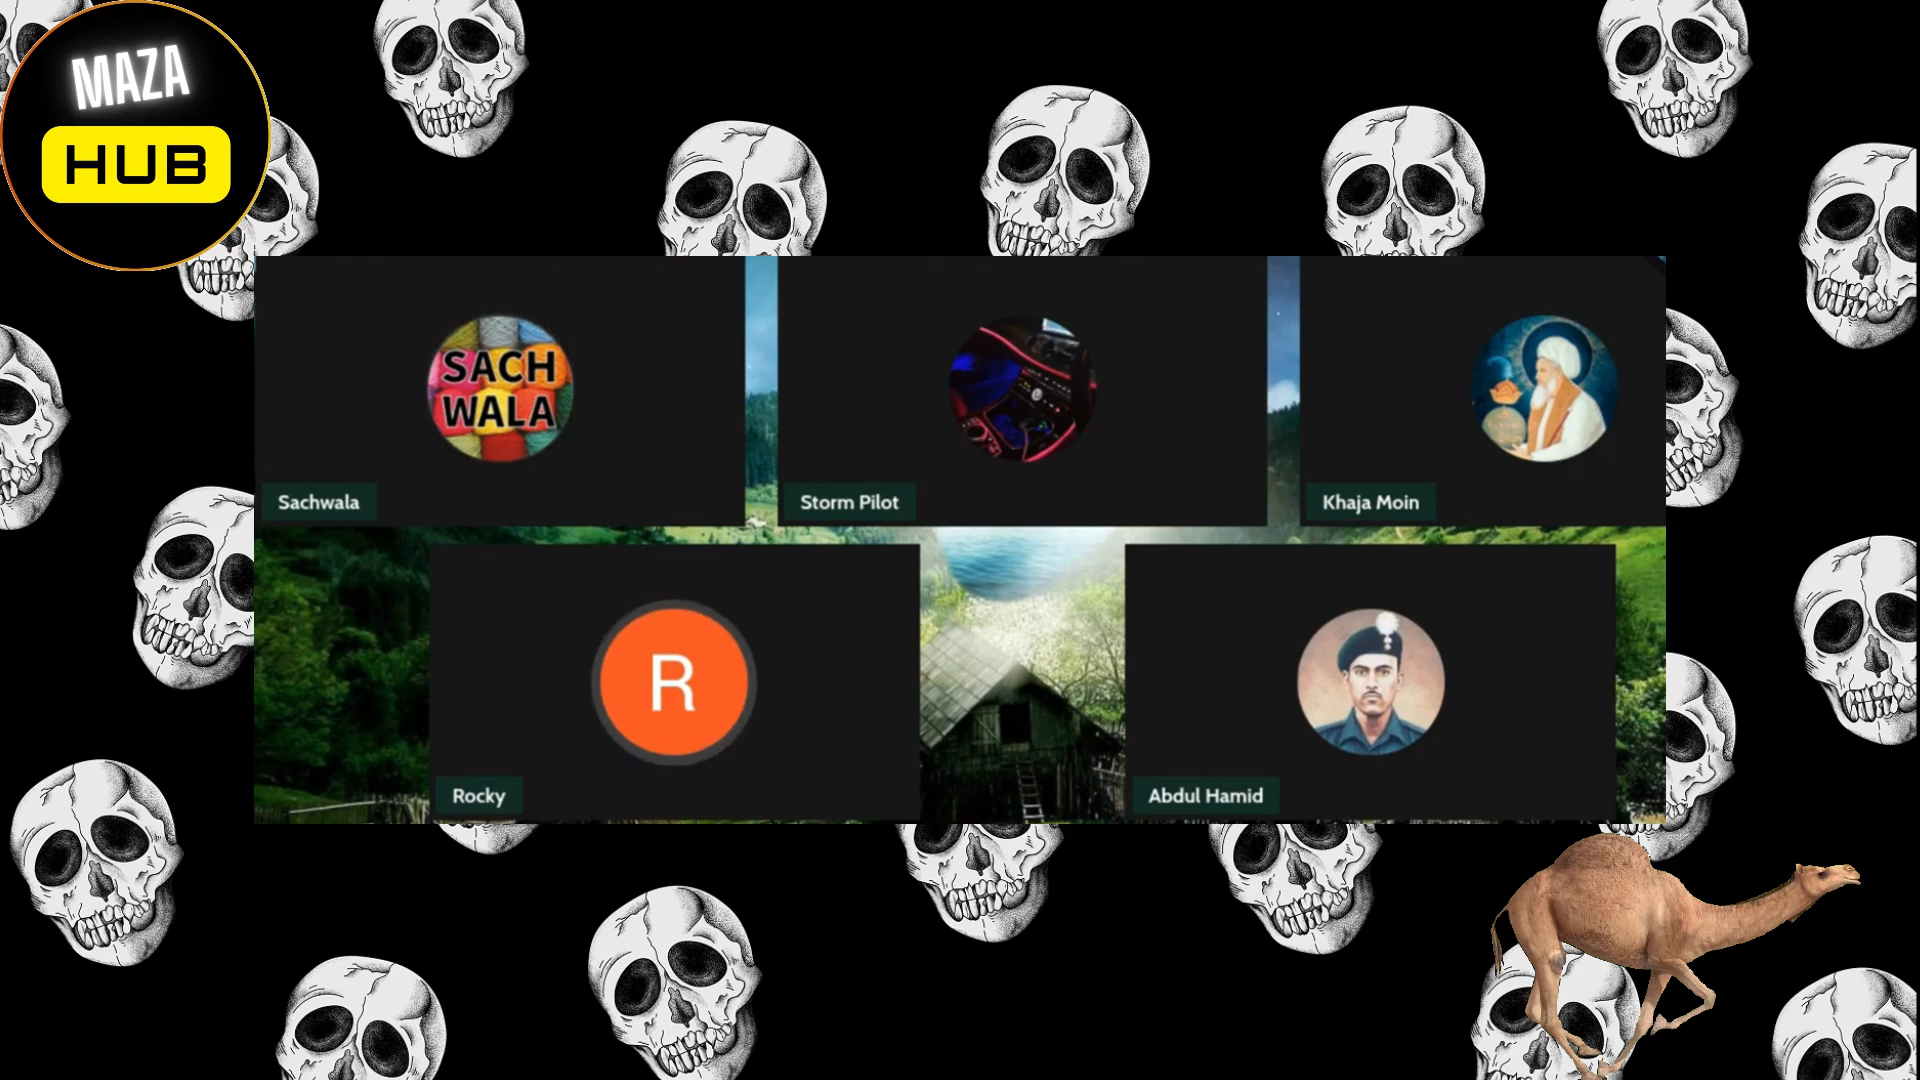 MAZA
HUB
SACH
WALA
Sachwala
Storm Pilot
Khaja Moin
R
Rocky
Abdul Hamid